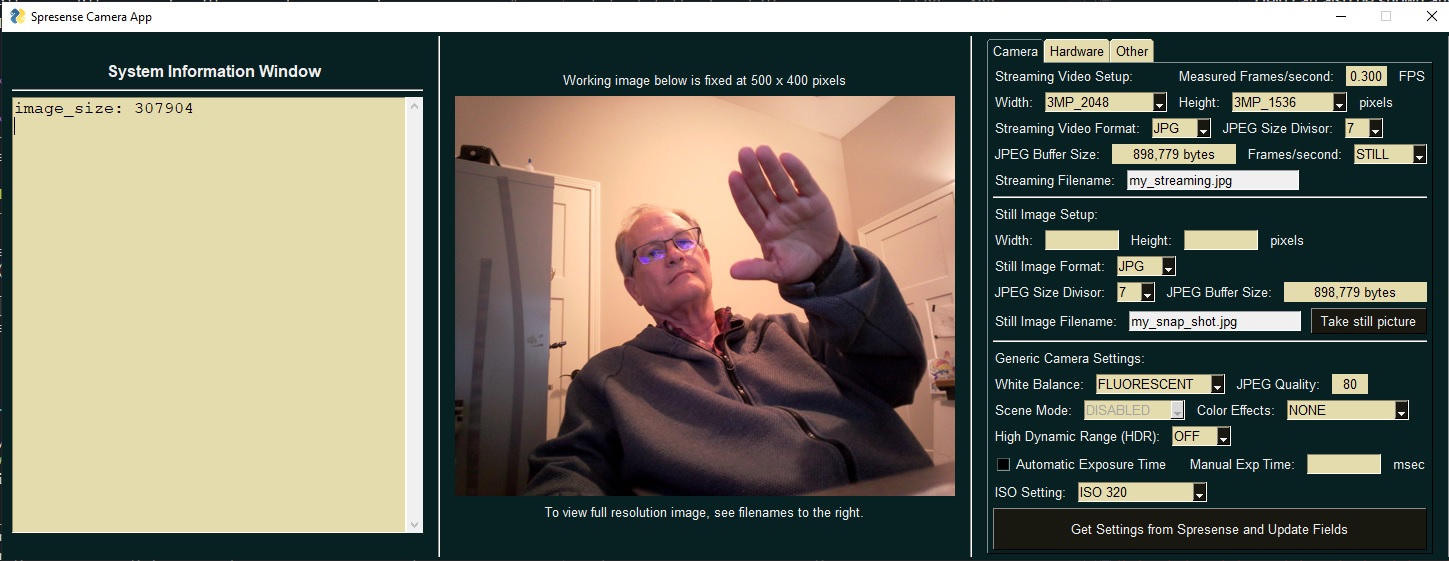 Spresense Camera App
System Information Window
image_size: 307904
Working image below is fixed at 500 x 400 pixels
To view full resolution image, see filenames to the right.
Camera Hardware Other
Streaming Video Setup: Measured Frames/second: 0.300 FPS
Width: 3MP_2048 Height: 3MP_1536 pixels
Streaming Video Format: JPG JPEG Size Divisor: 7
JPEG Buffer Size: 898,779 bytes Frames/second: STILL
Streaming Filename: my_streaming.jpg
Still Image Setup:
Width: Height: pixels
Still Image Format: JPG
JPEG Size Divisor: 7 JPEG Buffer Size: 898,779 bytes
Still Image Filename: my_snap_shot.jpg Take still picture
Generic Camera Settings:
White Balance: FLUORESCENT JPEG Quality: 80
Scene Mode: DISABLED Color Effects: NONE
High Dynamic Range (HDR): OFF
Automatic Exposure Time Manual Exp Time: msec
ISO Setting: ISO 320
Get Settings from Spresense and Update Fields